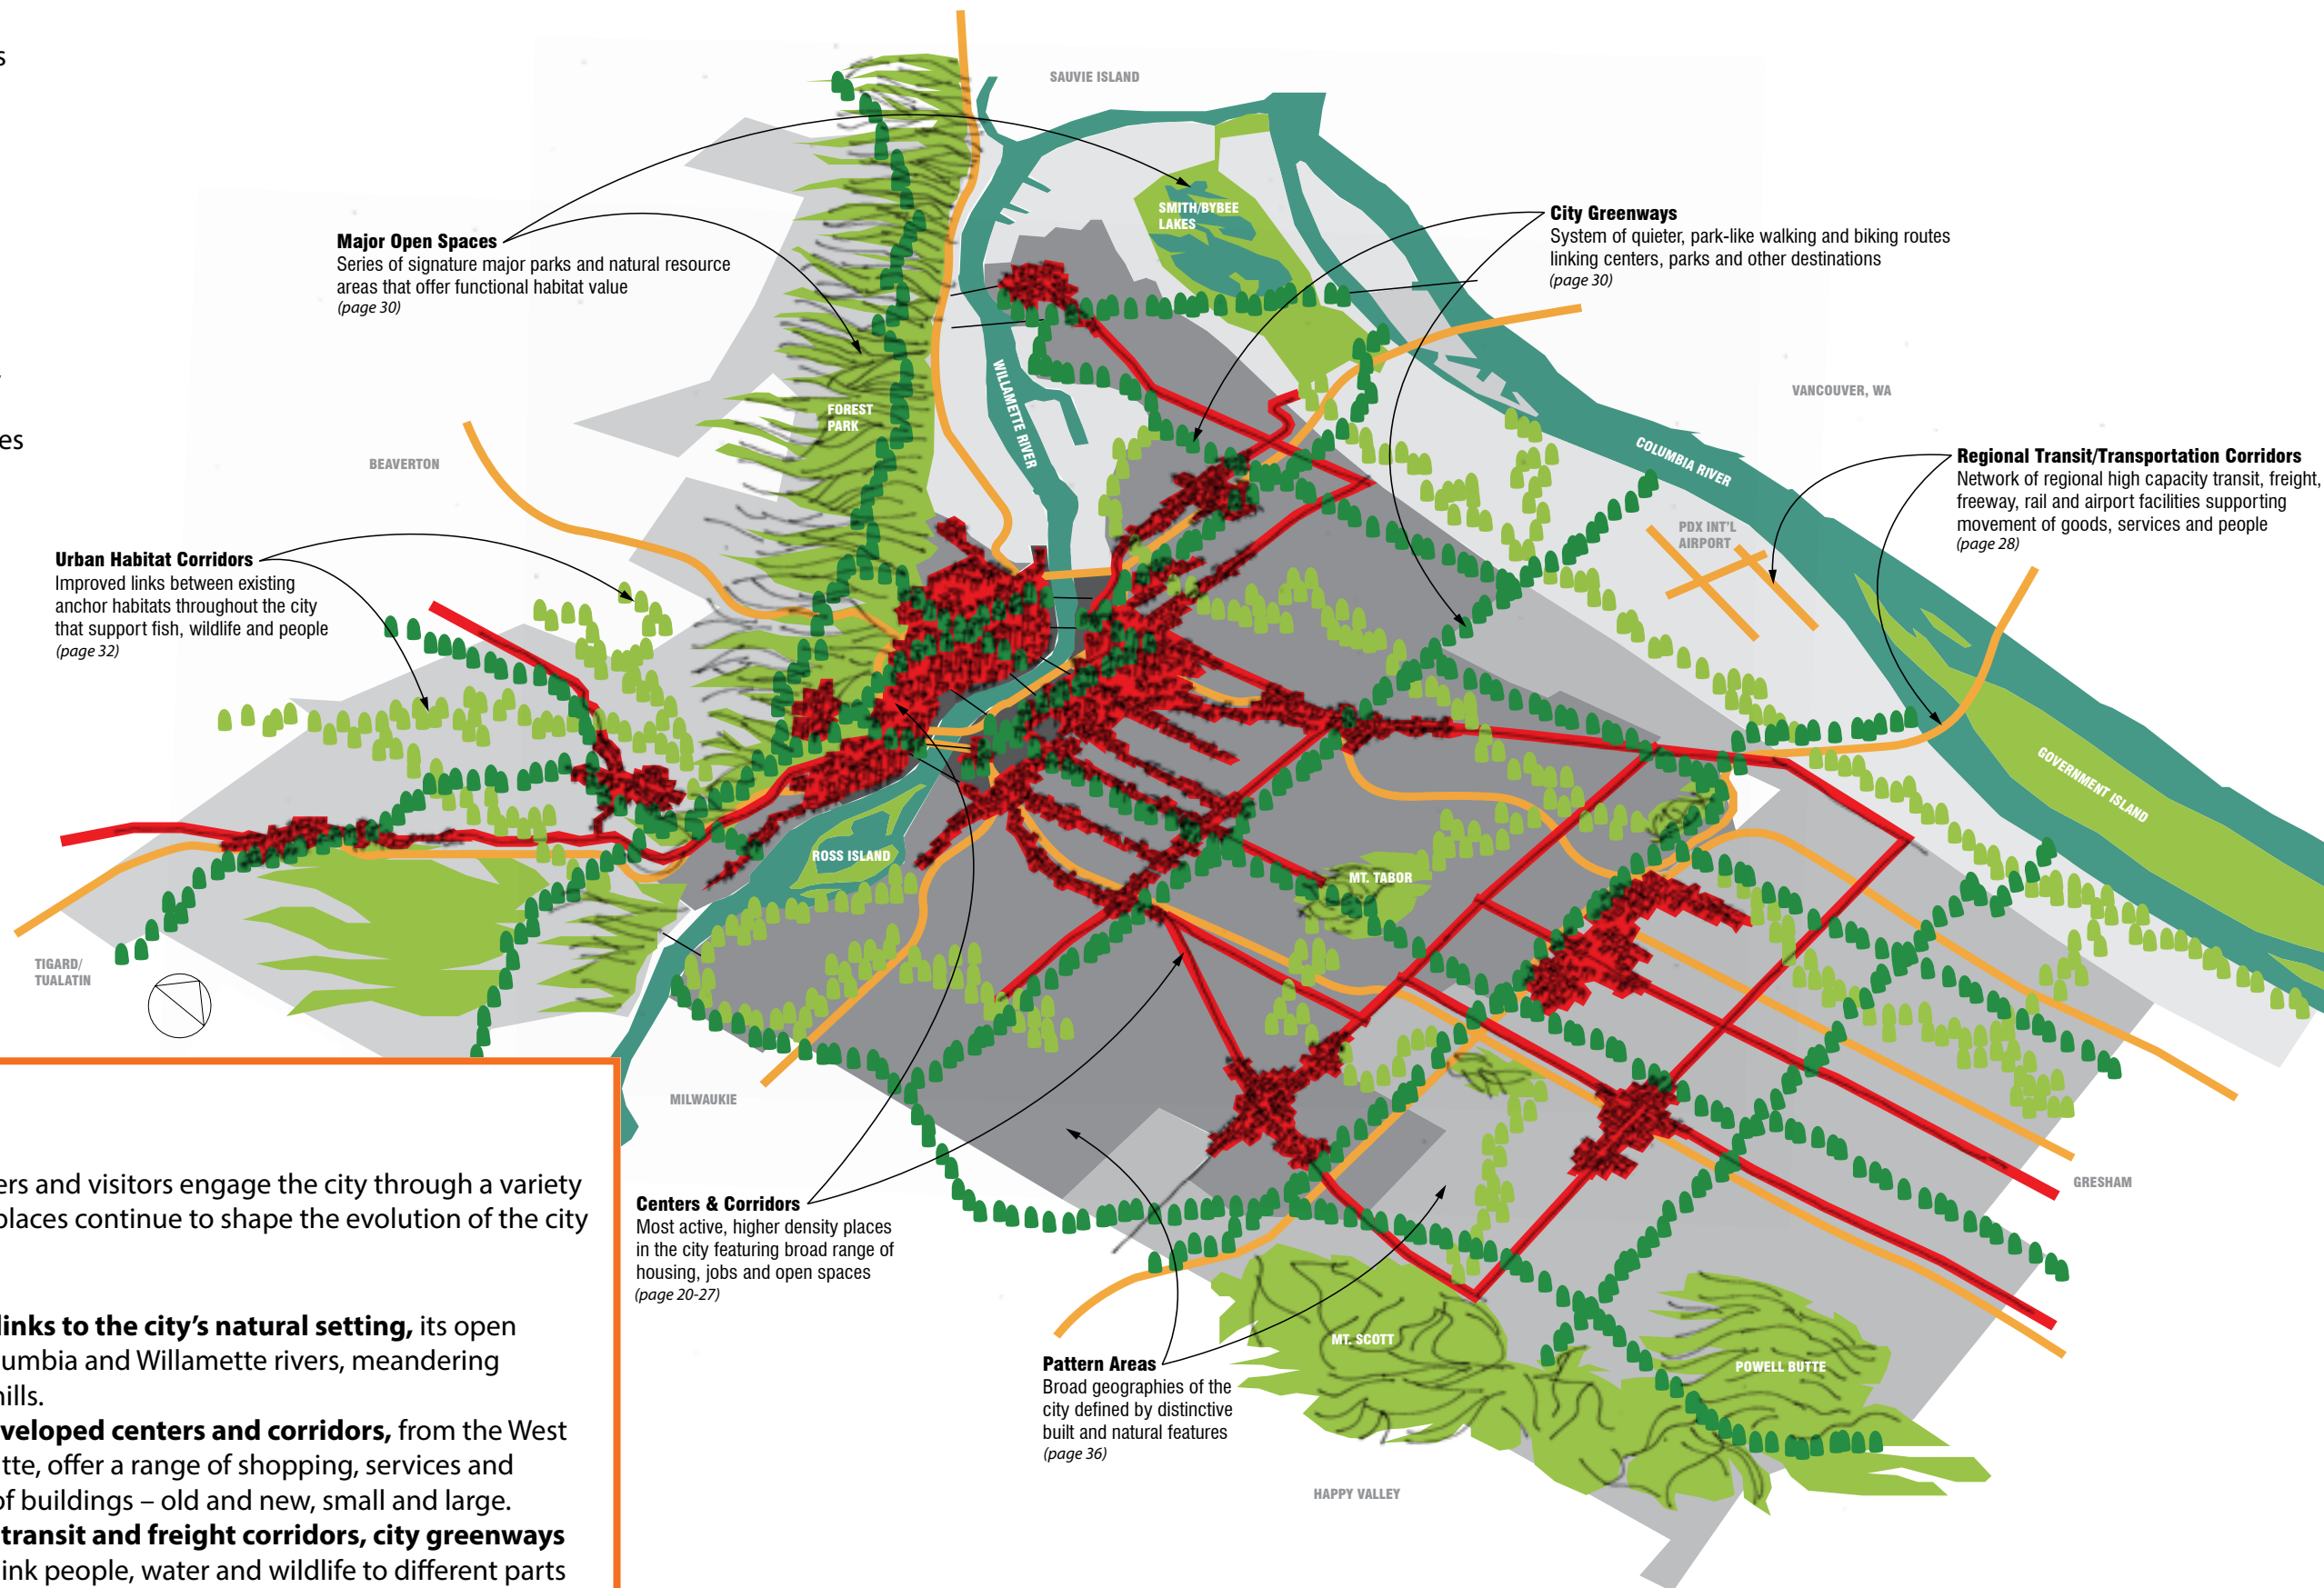 s
es
SAUVIE ISLAND
SMITH/BYBEE
LAKES
Major Open Spaces
Series of signature major parks and natural resource
areas that offer functional habitat value
(page 30)
City Greenways
System of quieter, park-like walking and biking routes
linking centers, parks and other destinations
(page 30)
WILLAMETTE RIVER
FOREST
PARK
BEAVERTON
VANCOUVER, WA
COLUMBIA RIVER
Regional Transit/Transportation Corridors
Network of regional high capacity transit, freight,
freeway, rail and airport facilities supporting
movement of goods, services and people
(page 28)
PDX INT'L
AIRPORT
Urban Habitat Corridors
Improved links between existing
anchor habitats throughout the city
that support fish, wildlife and people
(page 32)
GOVERNMENT ISLAND
ROSS ISLAND
MT. TABOR
TIGARD/
TUALATIN
MILWAUKIE
GRESHAM
Centers & Corridors
Most active, higher density places
in the city featuring broad range of
housing, jobs and open spaces
(page 20-27)
MT. SCOTT
POWELL BUTTE
Pattern Areas
Broad geographies of the
city defined by distinctive
built and natural features
(page 36)
HAPPY VALLEY
ers and visitors engage the city through a variety
places continue to shape the evolution of the city
links to the city's natural setting, its open
umbia and Willamette rivers, meandering
hills.
veloped centers and corridors, from the West
tte, offer a range of shopping, services and
of buildings – old and new, small and large.
transit and freight corridors, city greenways
ink people, water and wildlife to different parts